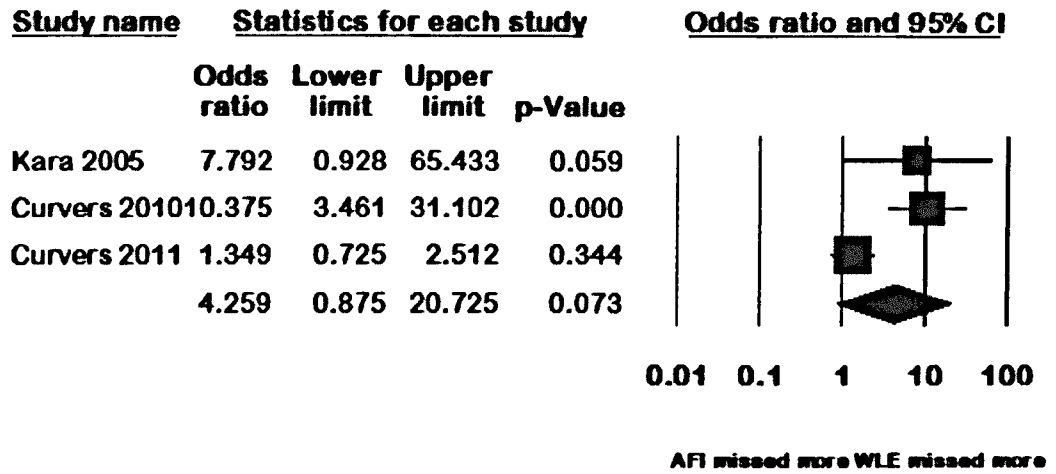 Study name Statistics for each study Odds ratio and 95% CI
Odds Lower Upper
ratio limit limit p-Value
Kara 2005 7.792 0.928 65.433 0.059
Curvers 201010.375 3.461 31.102 0.000
Curvers 2011 1.349 0.725 2.512 0.344
4.259 0.875 20.725 0.073
0.01 0.1 1 10 100
AFI missed more WLE missed more